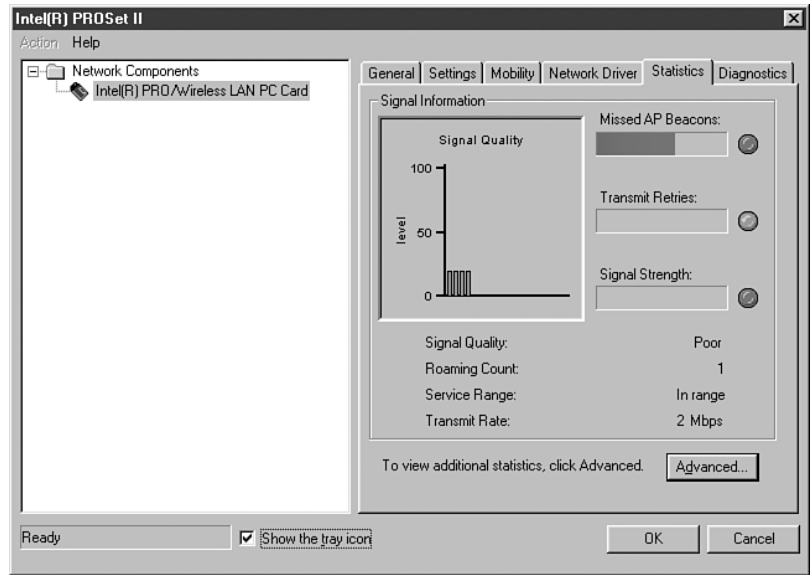 Intel(R) PROSet II
Action Help
Network Components
Intel(R) PRO/Wireless LAN PC Card
General Settings Mobility Network Driver Statistics Diagnostics
Signal Information
Signal Quality
100
level
50
0
Missed AP Beacons:
Transmit Retries:
Signal Strength:
Signal Quality: Poor
Roaming Count: 1
Service Range: In range
Transmit Rate: 2 Mbps
To view additional statistics, click Advanced. Advanced...
Ready Show the tray icon OK Cancel